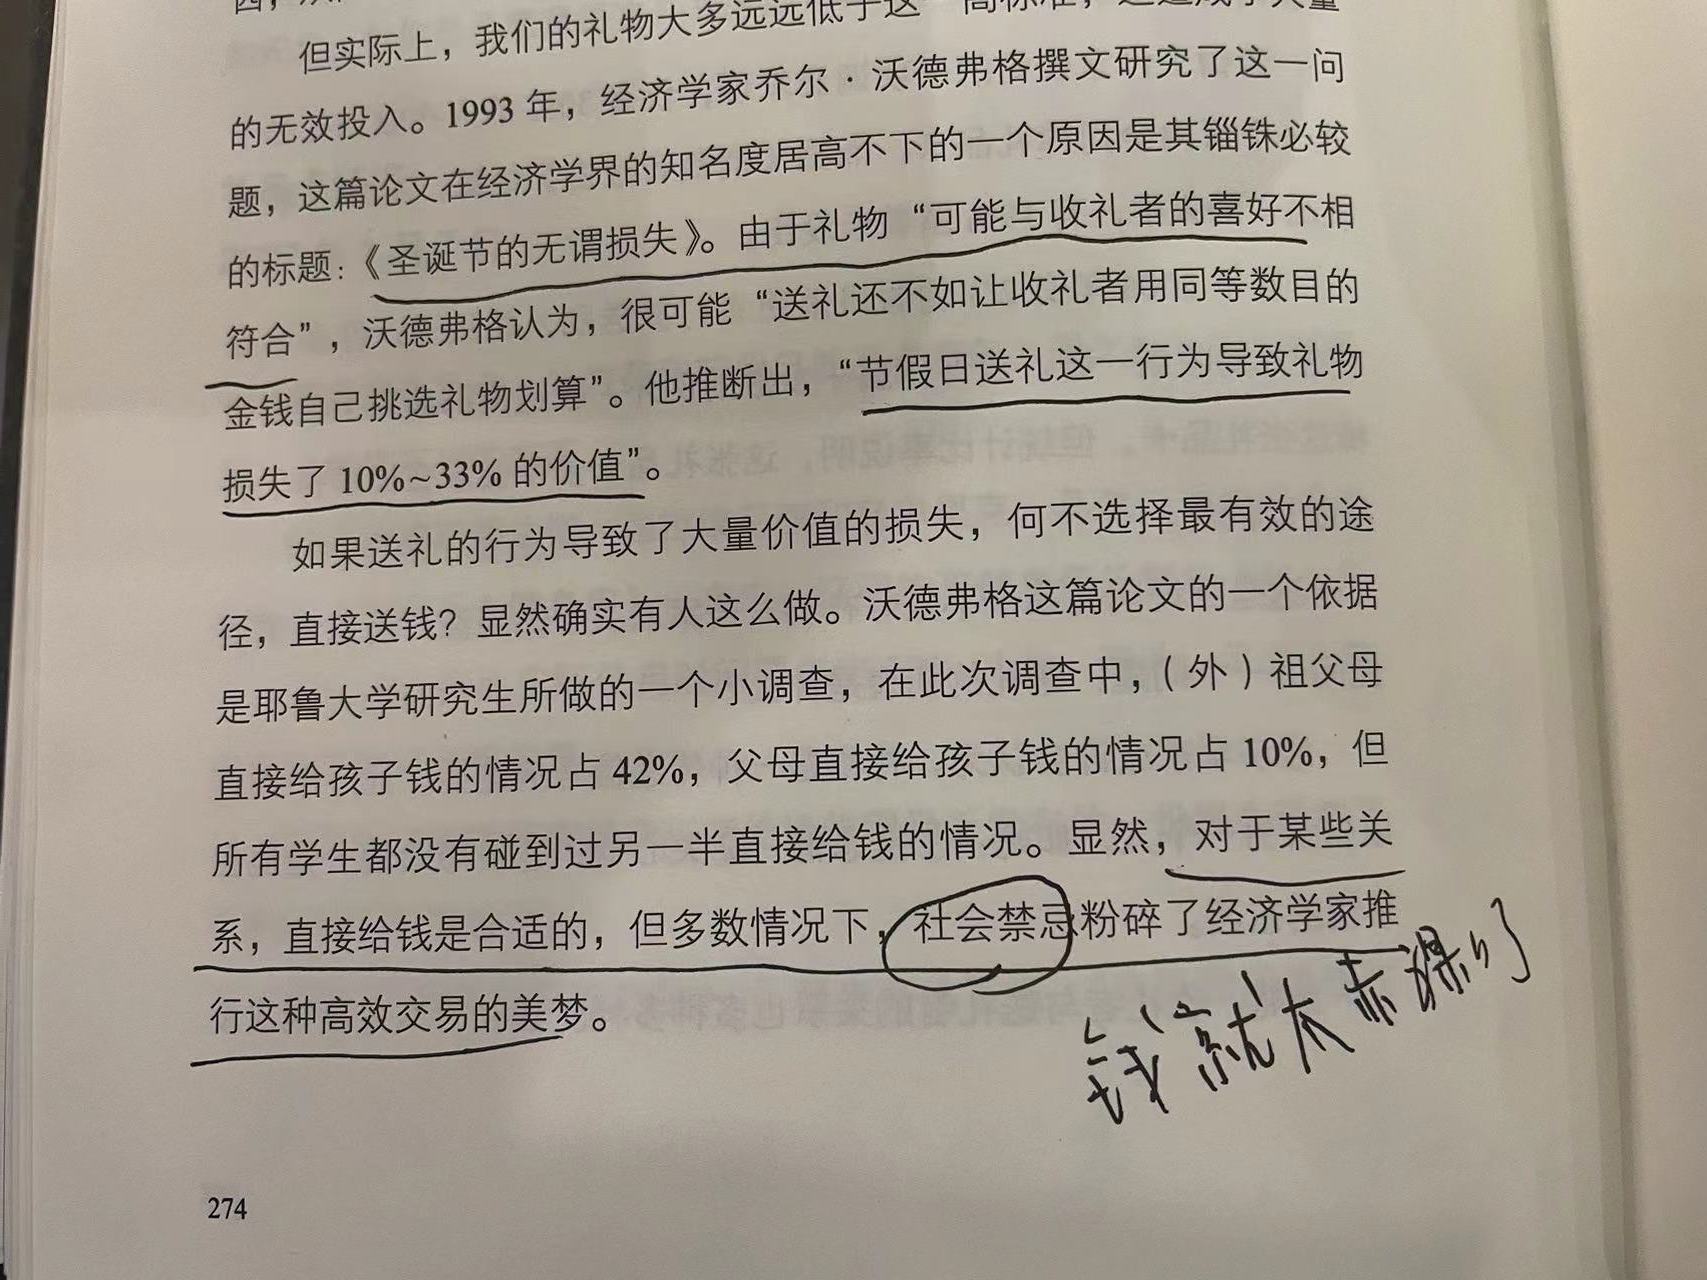 但实际上，我们的礼物大多远远低于这一高标准，这造成了大量
的无效投入。1993 年，经济学家乔尔·沃德弗格撰文研究了这一问
题，这篇论文在经济学界的知名度居高不下的一个原因是其锱铢必较
的标题：《圣诞节的无谓损失》。由于礼物“可能与收礼者的喜好不相
符合”，沃德弗格认为，很可能“送礼还不如让收礼者用同等数目的
金钱自己挑选礼物划算”。他推断出，“节假日送礼这一行为导致礼物
损失了 10%~33% 的价值”。
如果送礼的行为导致了大量价值的损失，何不选择最有效的途
径，直接送钱？显然确实有人这么做。沃德弗格这篇论文的一个依据
是耶鲁大学研究生所做的一个小调查，在此次调查中，（外）祖父母
直接给孩子钱的情况占 42%，父母直接给孩子钱的情况占 10%，但
所有学生都没有碰到过另一半直接给钱的情况。显然，对于某些关
系，直接给钱是合适的，但多数情况下，社会禁忌粉碎了经济学家推
行这种高效交易的美梦。
钱就太赤裸了
274